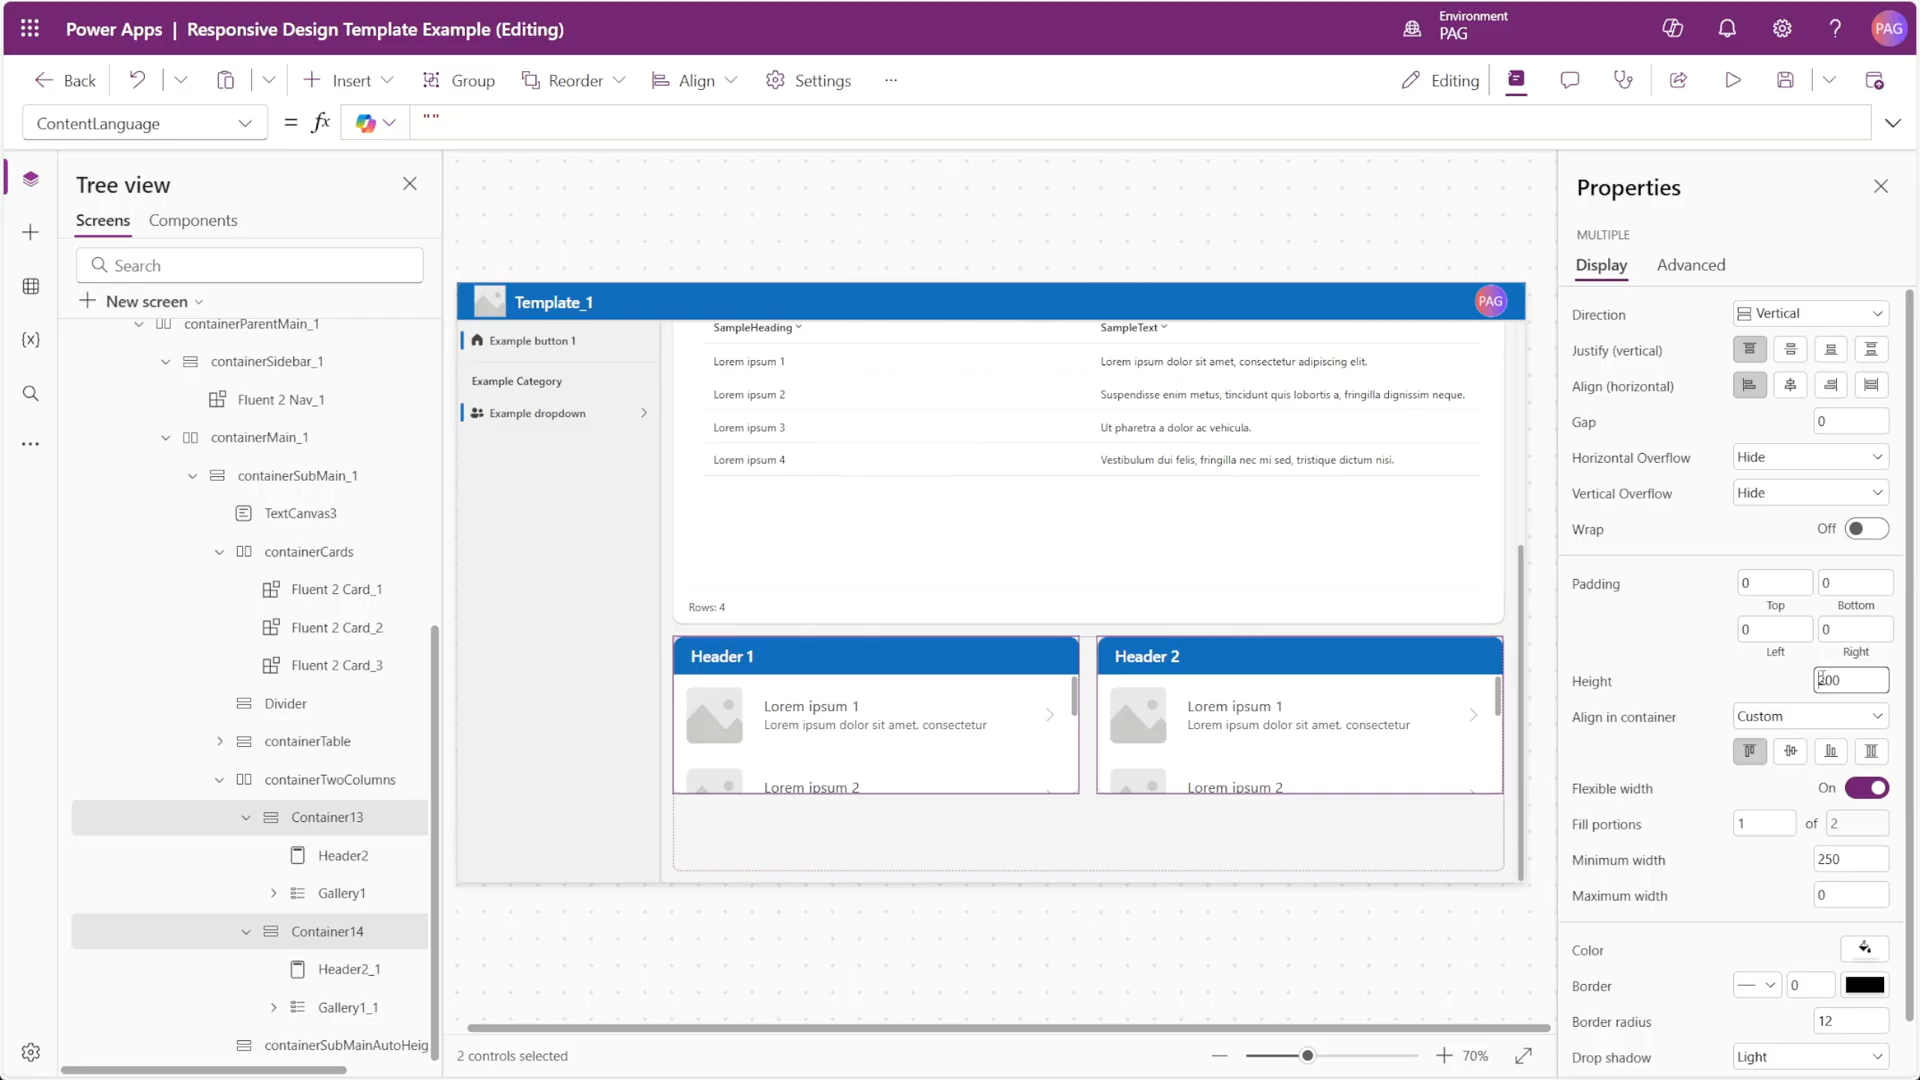 Power Apps | Responsive Design Template Example (Editing)
Environment
PAG
PAG
Back
Insert
Group
Reorder
Align
Settings
...
Editing
ContentLanguage
= fx
""
Tree view
Screens
Components
Search
New screen
containerParentMain_1
containerSidebar_1
Fluent 2 Nav_1
containerMain_1
containerSubMain_1
TextCanvas3
containerCards
Fluent 2 Card_1
Fluent 2 Card_2
Fluent 2 Card_3
Divider
containerTable
containerTwoColumns
Container13
Header2
Gallery1
Container14
Header2_1
Gallery1_1
containerSubMainAutoHeig
Template_1
PAG
Example button 1
Example Category
Example dropdown
SampleHeading
SampleText
Lorem ipsum 1
Lorem ipsum dolor sit amet, consectetur adipiscing elit.
Lorem ipsum 2
Suspendisse enim metus, tincidunt quis lobortis a, fringilla dignissim neque.
Lorem ipsum 3
Ut pharetra a dolor ac vehicula.
Lorem ipsum 4
Vestibulum dui felis, fringilla nec mi sed, tristique dictum nisi.
Rows: 4
Header 1
Lorem ipsum 1
Lorem ipsum dolor sit amet, consectetur
Lorem ipsum 2
Header 2
Lorem ipsum 1
Lorem ipsum dolor sit amet, consectetur
Lorem ipsum 2
2 controls selected
70%
Properties
MULTIPLE
Display
Advanced
Direction
Vertical
Justify (vertical)
Align (horizontal)
Gap
0
Horizontal Overflow
Hide
Vertical Overflow
Hide
Wrap
Off
Padding
0
0
Top
Bottom
0
0
Left
Right
Height
200
Align in container
Custom
Flexible width
On
Fill portions
1
of
2
Minimum width
250
Maximum width
0
Color
Border
0
Border radius
12
Drop shadow
Light